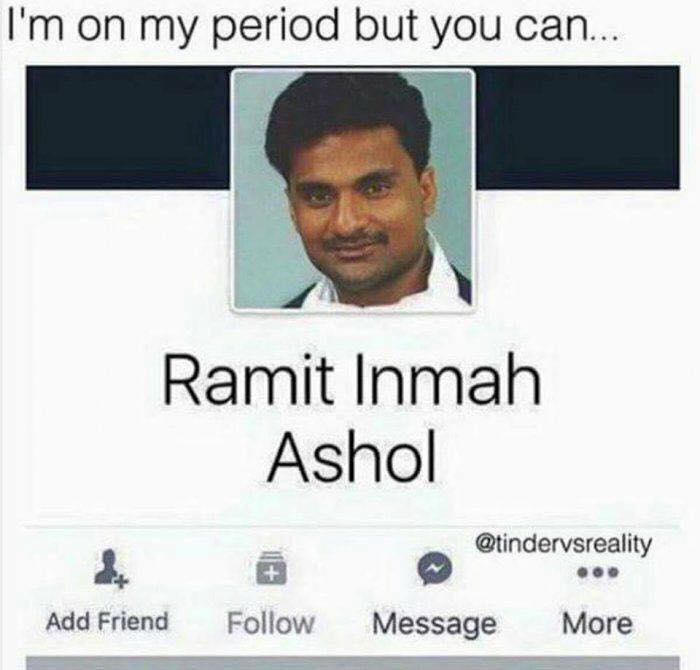 I'm on my period but you can...
Ramit Inmah
Ashol
@tindervsreality
Add Friend Follow Message More